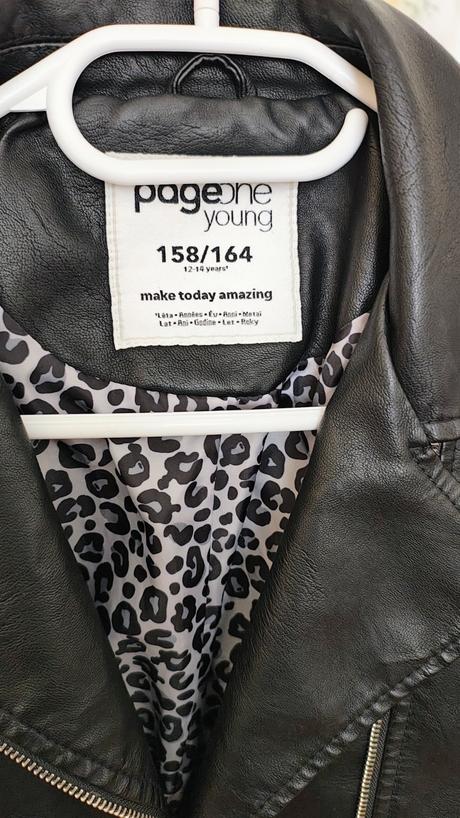 pageone
young
158/164
12-14 years¹
make today amazing
¹Léta • Années • Év • Anni • Metai
Lat • Ani • Godine • Let • Roky